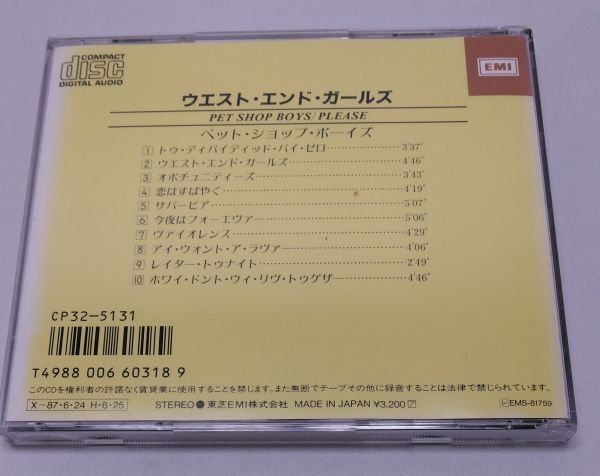 COMPACT
disc
DIGITAL AUDIO
EMI
ウエスト・エンド・ガールズ
PET SHOP BOYS/PLEASE
ペット・ショップ・ボーイズ
1 トゥ・ディバイディッド・バイ・ゼロ 3'37"
2 ウエスト・エンド・ガールズ 4'46"
3 オポチュニティーズ 3'43"
4 恋はすばやく 4'19"
5 サバービア 5'07"
6 今夜はフォーエヴァー 5'06"
7 ヴァイオレンス 4'29"
8 アイ・ウォント・ア・ラヴァー 4'06"
9 レイター・トゥナイト 2'49"
10 ホワイ・ドント・ウィ・リヴ・トゥゲザー 4'46"
CP32-5131
T4988 006 60318 9
このCDを権利者の許諾なく賃貸業に使用することを禁じます。また無断でテープその他に録音することは法律で禁じられています。
X~87・6・24 H・6・25 STEREO●東芝EMI株式会社 MADE IN JAPAN ¥3,200 ア レEMS-81759